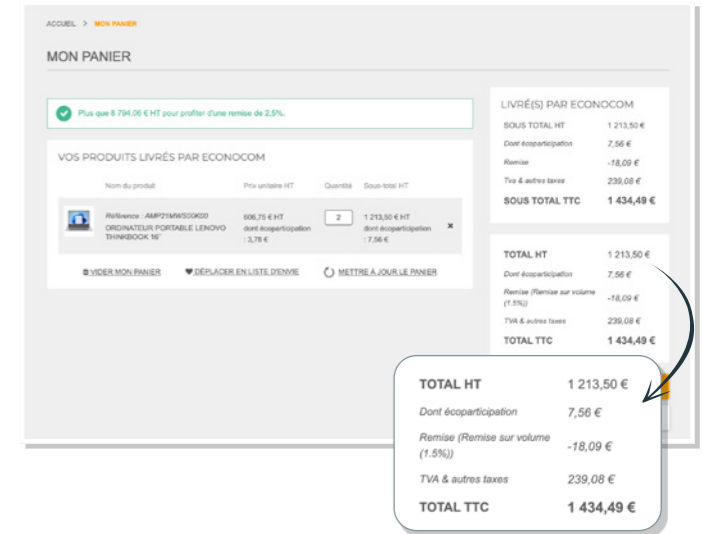 ACCUEIL > MON PANIER
MON PANIER
Plus que 8 794,06 € HT pour profiter d'une remise de 2,5%.
VOS PRODUITS LIVRÉS PAR ECONOCOM
Nom du produit Prix unitaire HT Quantité Sous-total HT
Référence : AMP21MWS00K00 606,75 € HT 2 1 213,50 € HT
ORDINATEUR PORTABLE LENOVO dont écoparticipation dont écoparticipation
THINKBOOK 16" : 3,78 € : 7,56 €
VIDER MON PANIER DÉPLACER EN LISTE D'ENVIE METTRE À JOUR LE PANIER
LIVRÉ(S) PAR ECONOCOM
SOUS TOTAL HT 1 213,50 €
Dont écoparticipation 7,56 €
Remise -18,09 €
Tva & autres taxes 239,08 €
SOUS TOTAL TTC 1 434,49 €
TOTAL HT 1 213,50 €
Dont écoparticipation 7,56 €
Remise (Remise sur volume
(1.5%)) -18,09 €
TVA & autres taxes 239,08 €
TOTAL TTC 1 434,49 €
TOTAL HT 1 213,50 €
Dont écoparticipation 7,56 €
Remise (Remise sur volume
(1.5%)) -18,09 €
TVA & autres taxes 239,08 €
TOTAL TTC 1 434,49 €